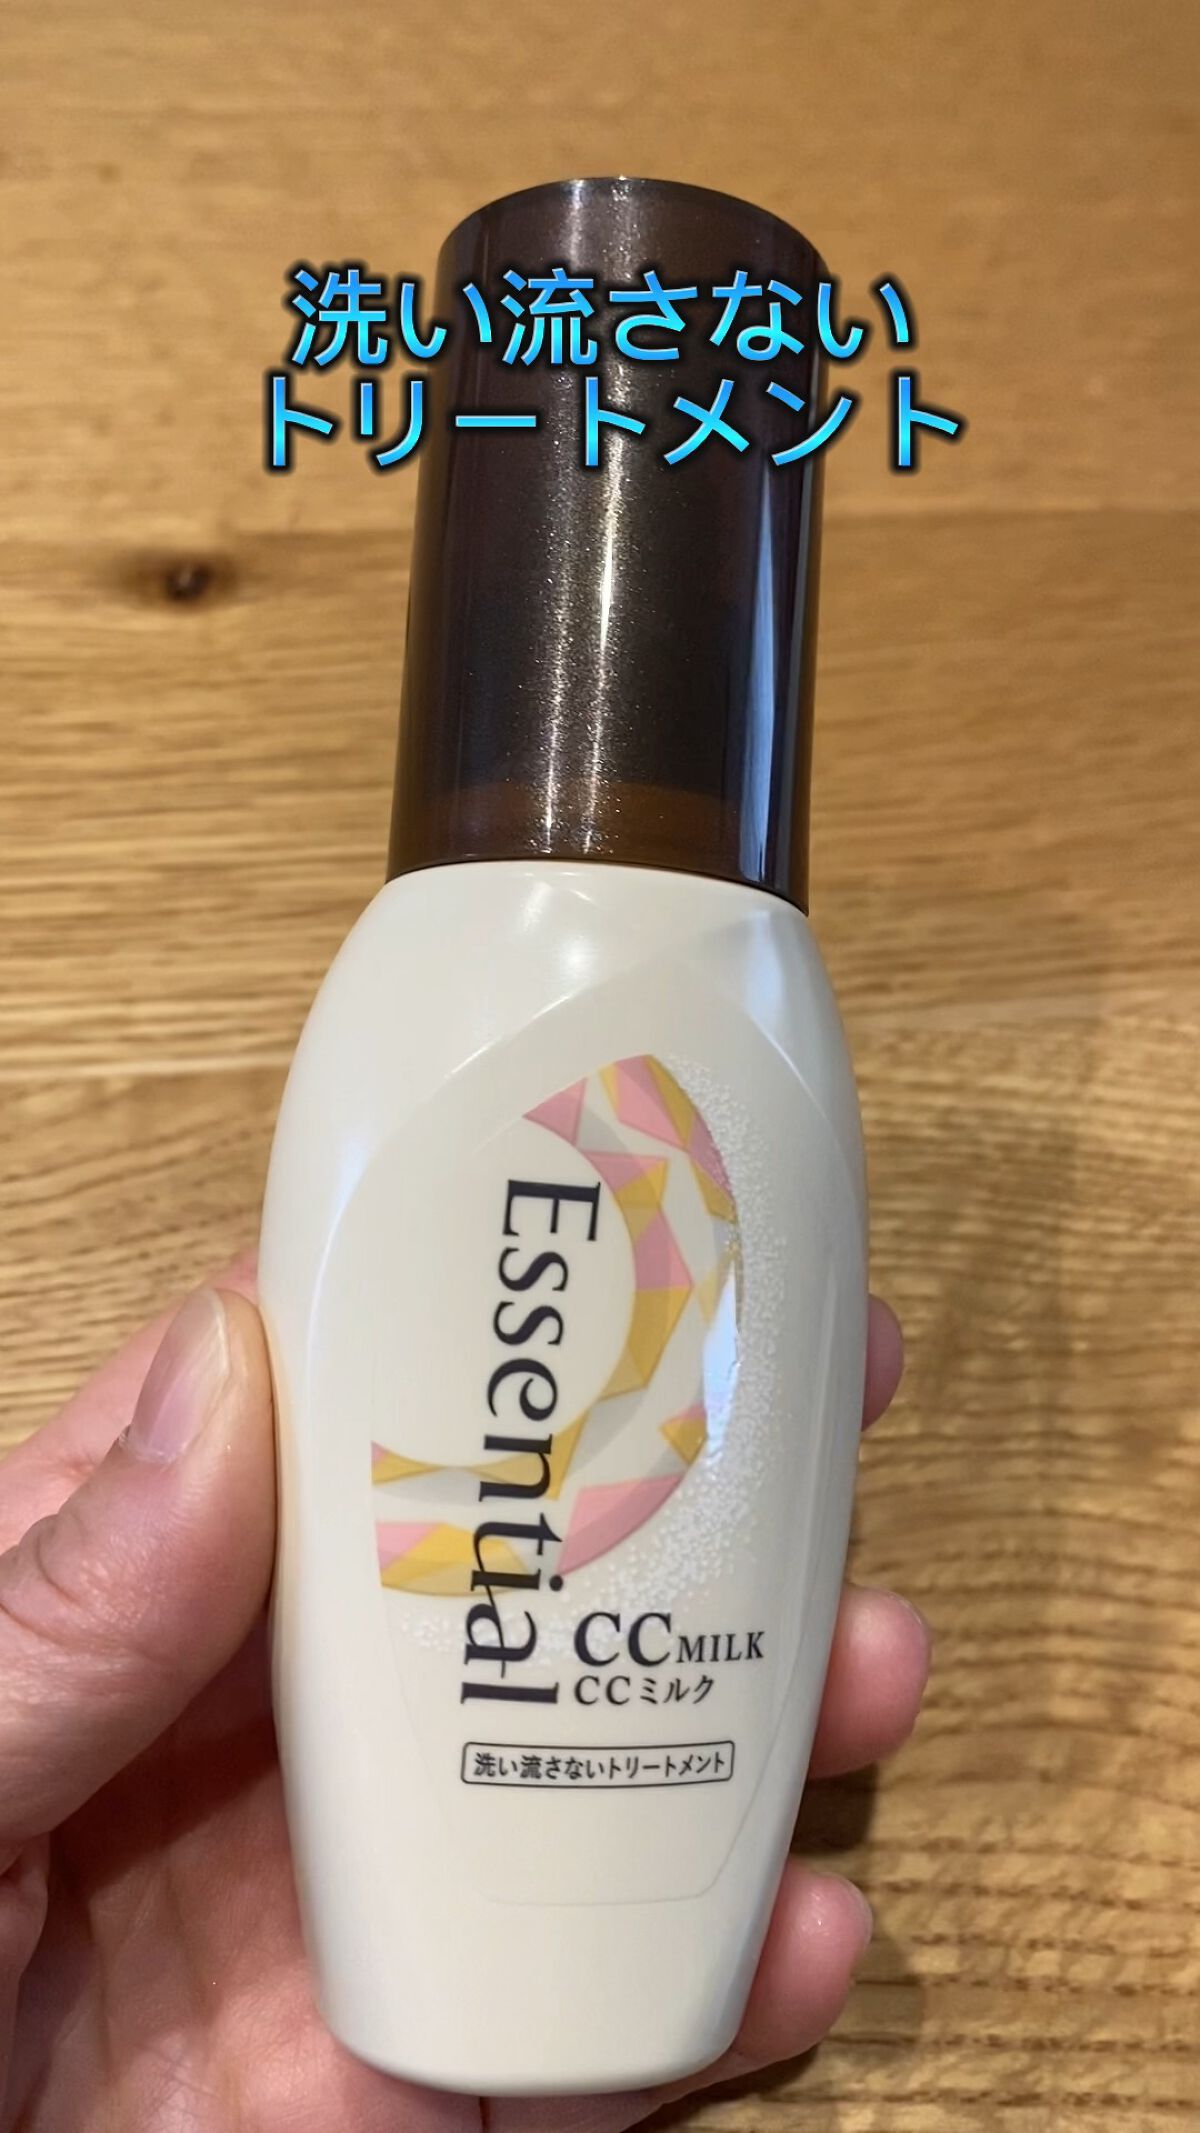 洗い流さない
トリートメント
Essential
CC MILK
CCミルク
洗い流さないトリートメント